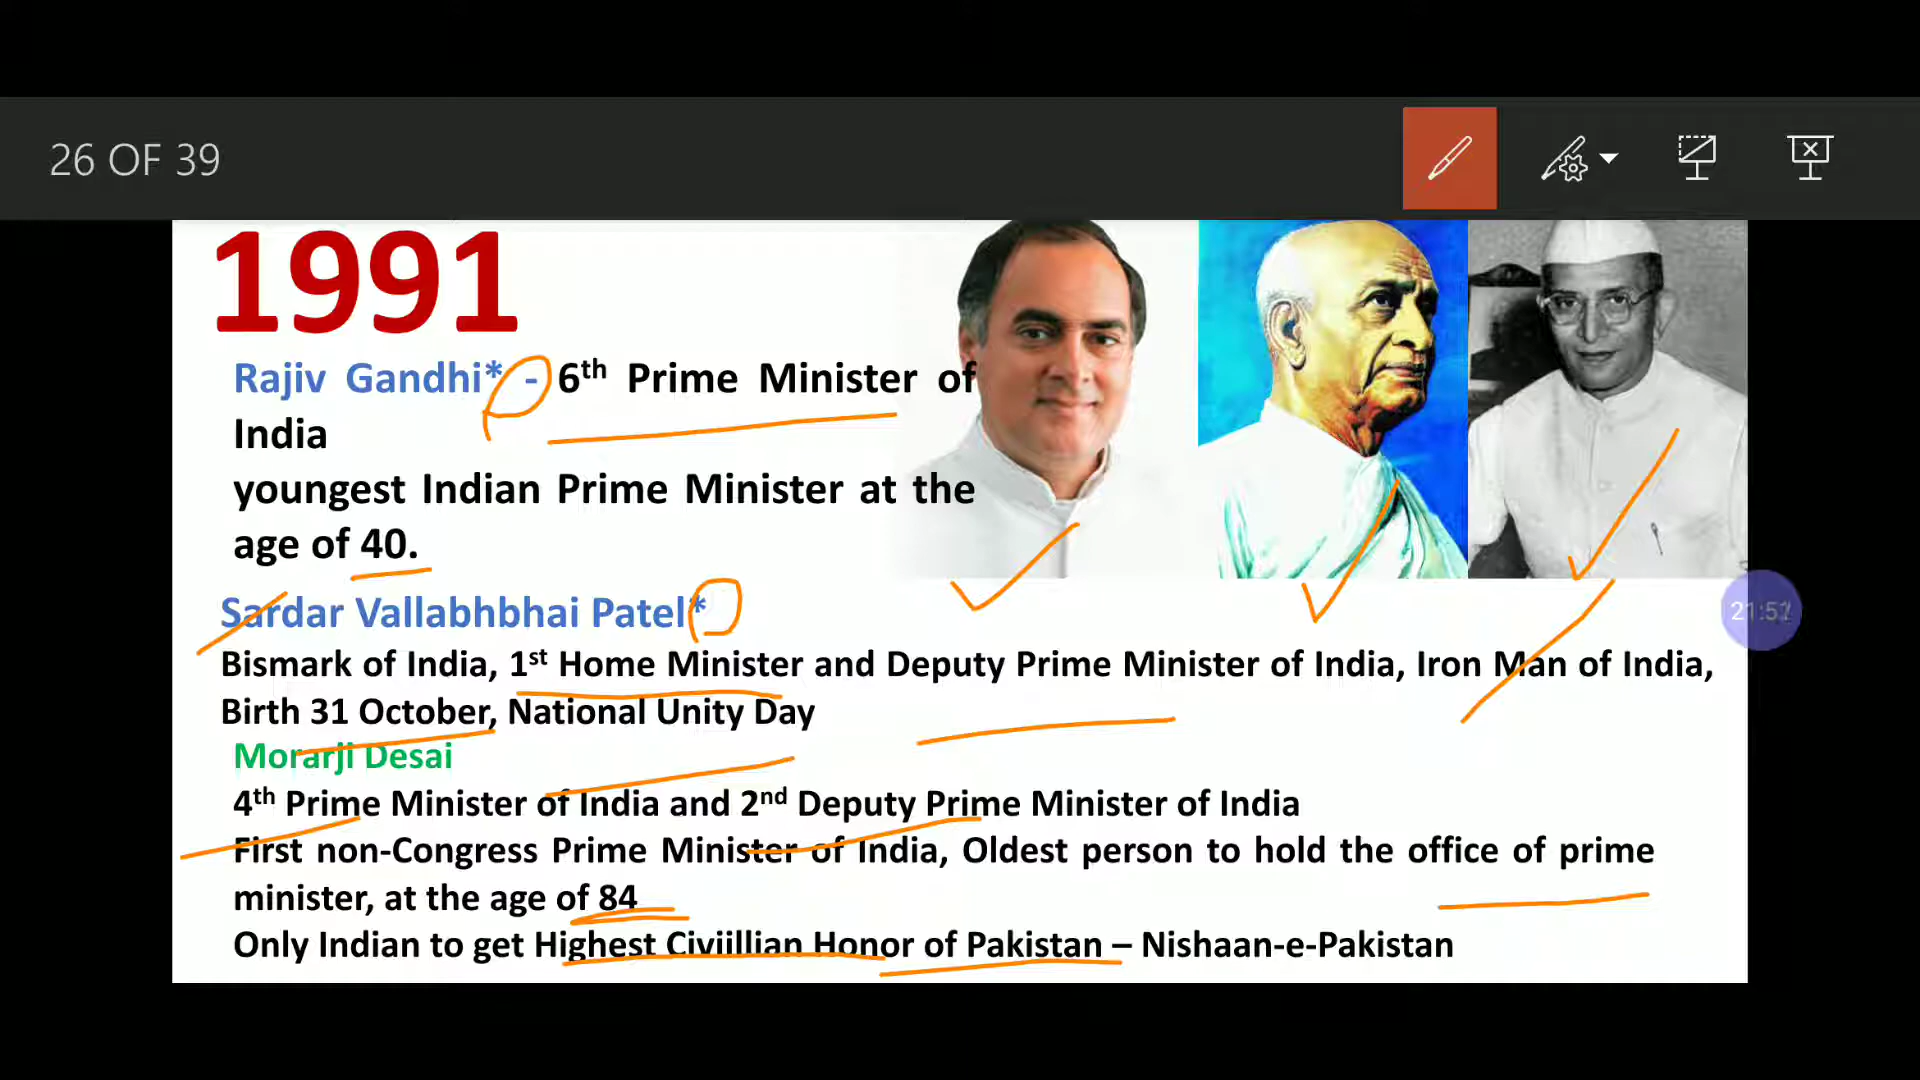 26 OF 39
1991
Rajiv Gandhi* - 6th Prime Minister of
India
youngest Indian Prime Minister at the
age of 40.
Sardar Vallabhbhai Patel*
Bismark of India, 1st Home Minister and Deputy Prime Minister of India, Iron Man of India,
Birth 31 October, National Unity Day
Morarji Desai
4th Prime Minister of India and 2nd Deputy Prime Minister of India
First non-Congress Prime Minister of India, Oldest person to hold the office of prime
minister, at the age of 84
Only Indian to get Highest Civiillian Honor of Pakistan – Nishaan-e-Pakistan